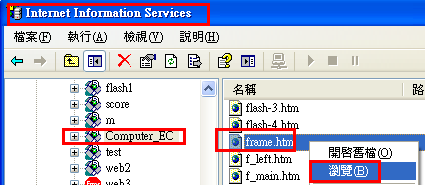 Internet Information Services
檔案(F) 執行(A) 檢視(V) 說明(H)
名稱
flash1
score
m
Computer_EC
test
web2
web3
flash-3.htm
flash-4.htm
frame.htm
f_left.htm
f_main.htm
開啓舊檔(O)
瀏覽(B)